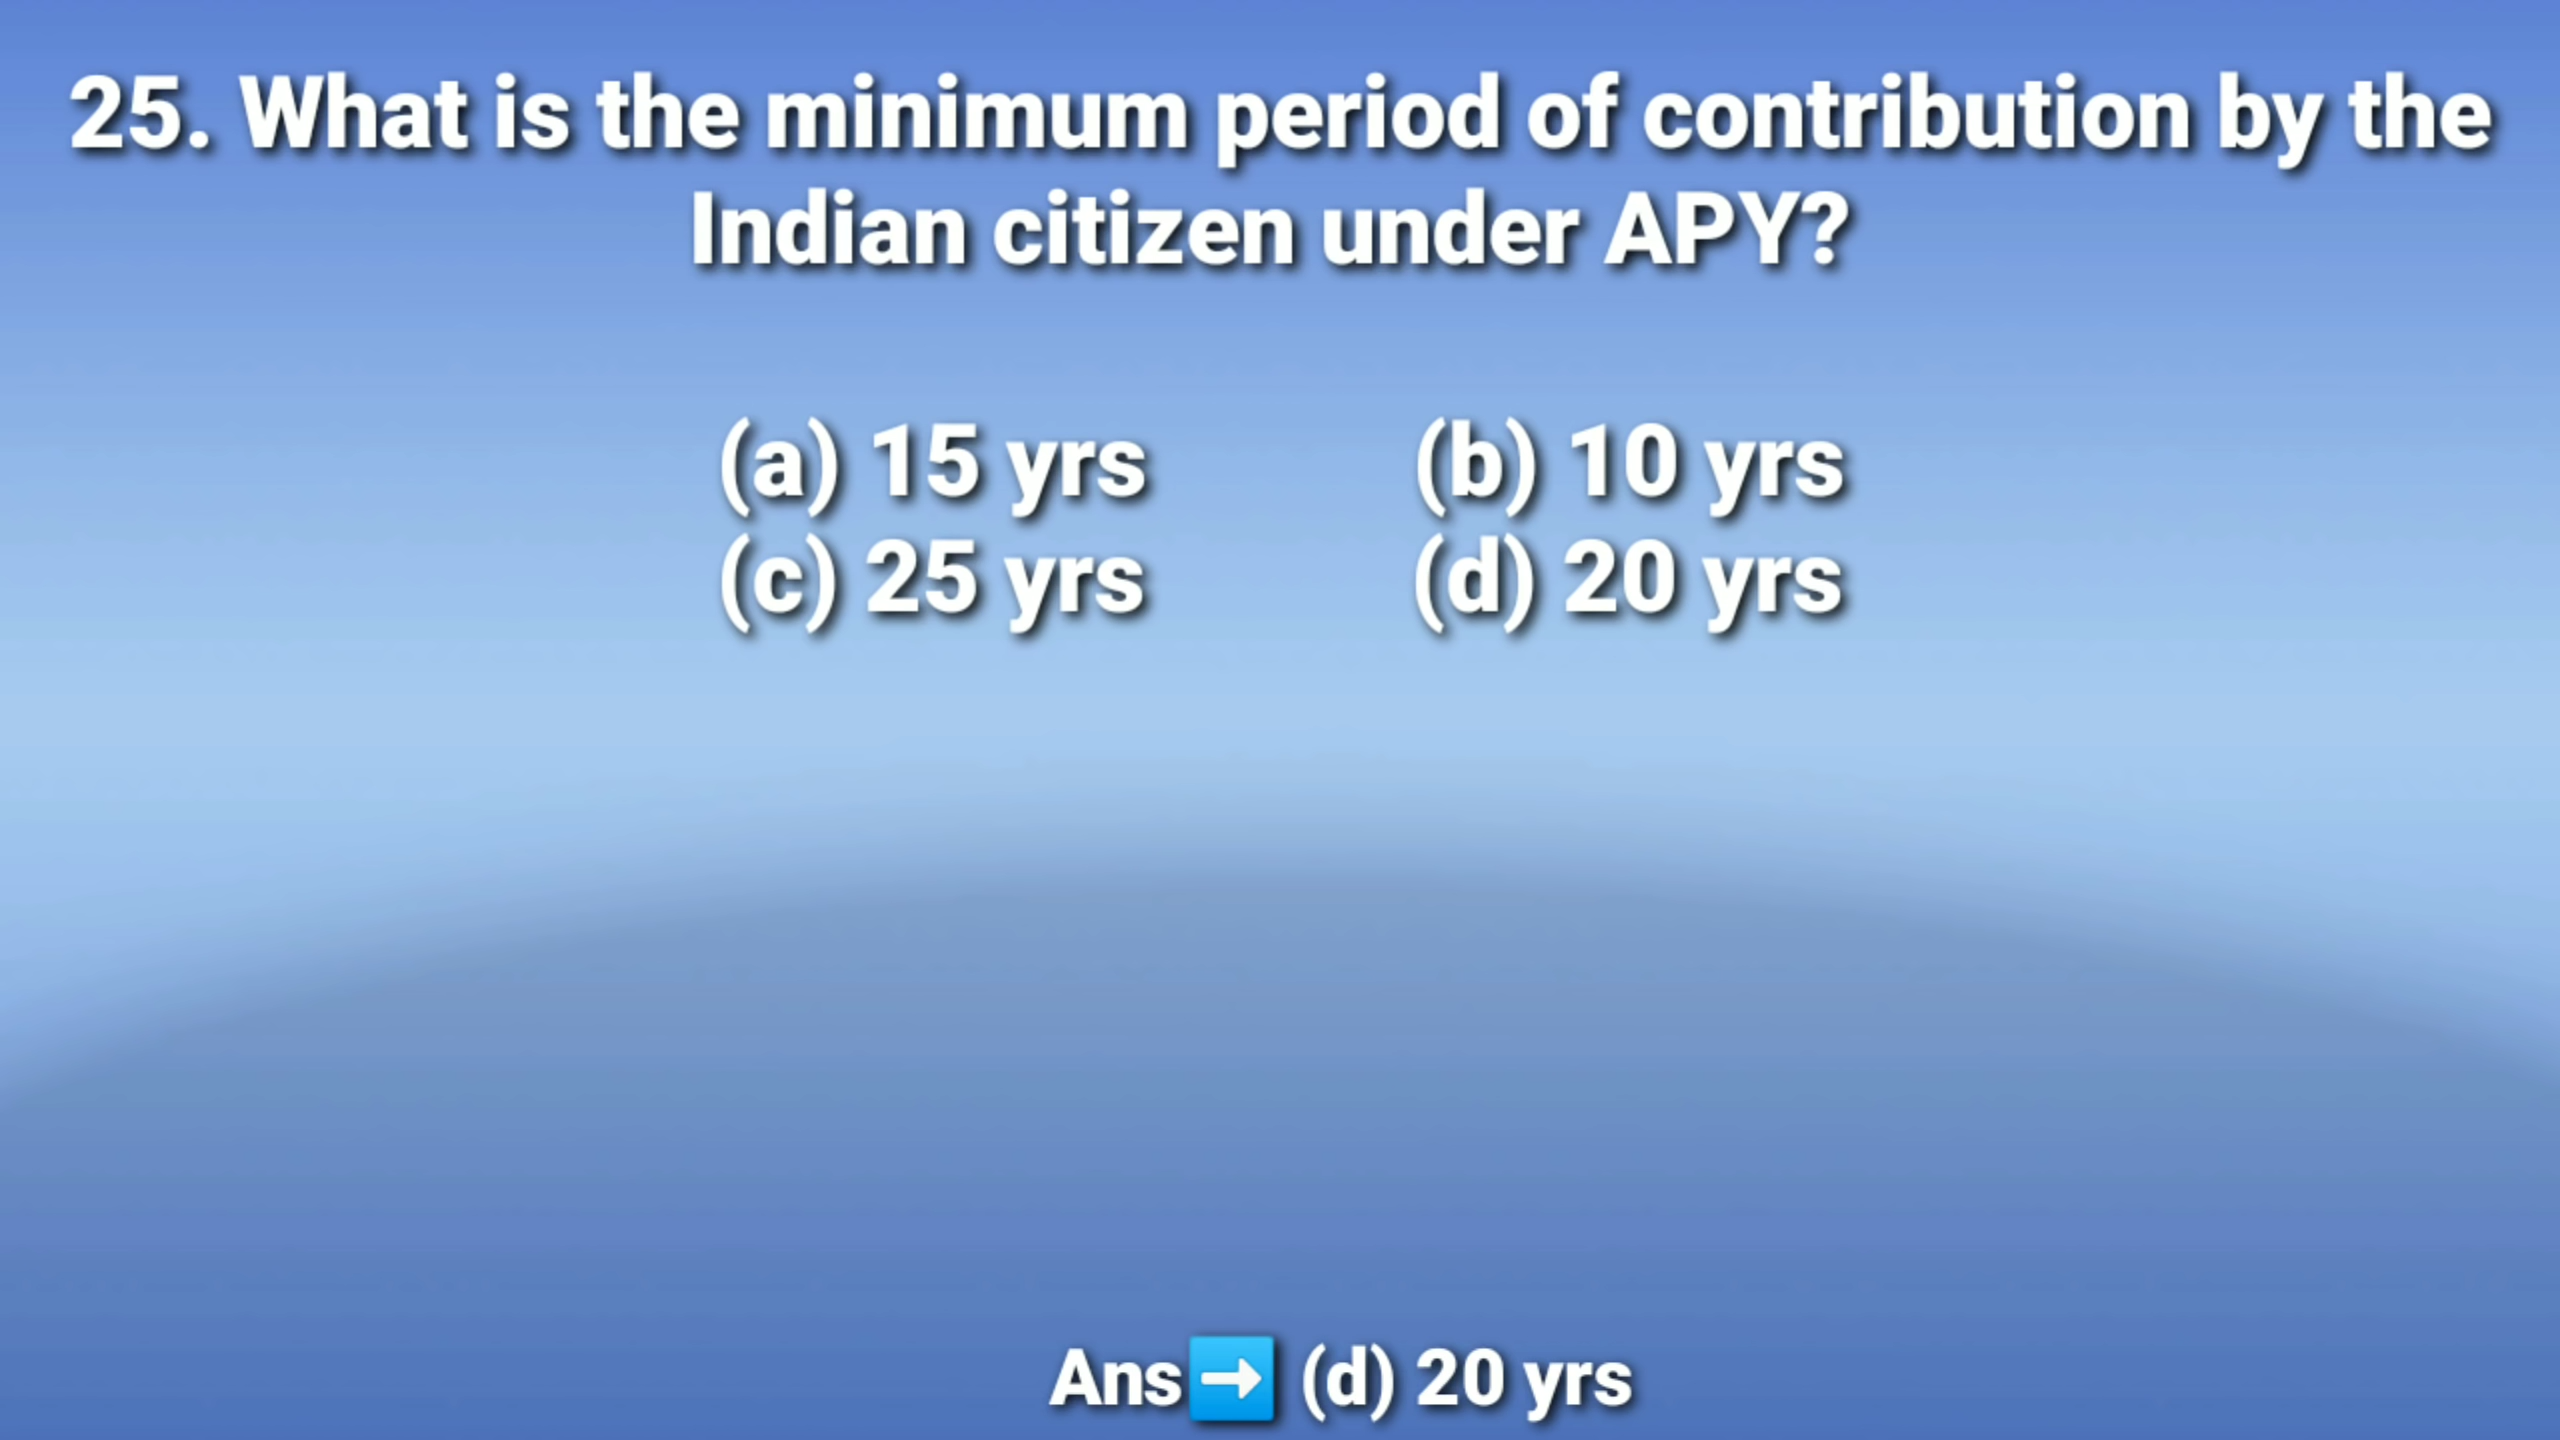 25. What is the minimum period of contribution by the
Indian citizen under APY?
(a) 15 yrs (b) 10 yrs
(c) 25 yrs (d) 20 yrs
Ans➡️ (d) 20 yrs